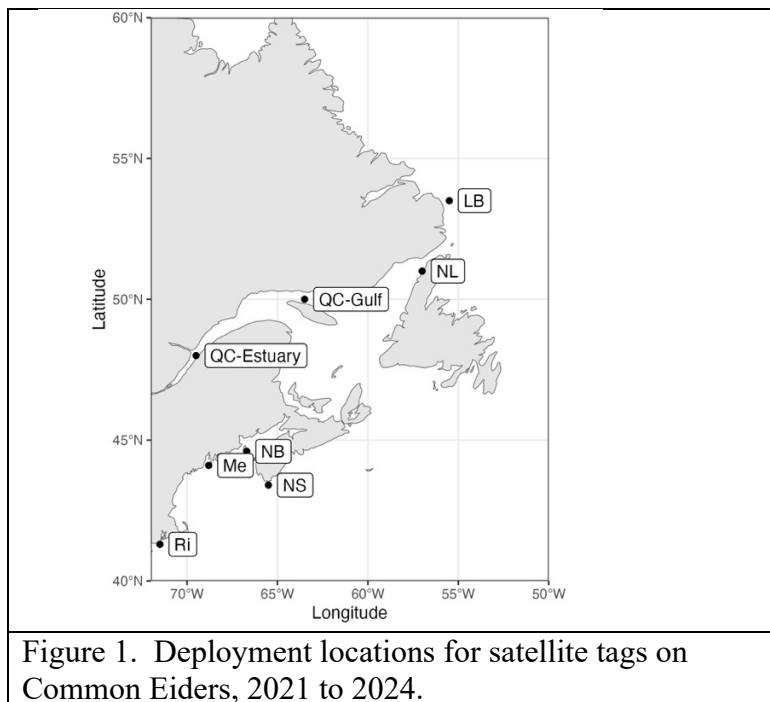 60°N
55°N
LB
NL
50°N
QC-Gulf
Latitude
QC-Estuary
45°N
NB
Me
NS
Ri
40°N
70°W 65°W 60°W 55°W 50°W
Longitude
Figure 1.  Deployment locations for satellite tags on
Common Eiders, 2021 to 2024.